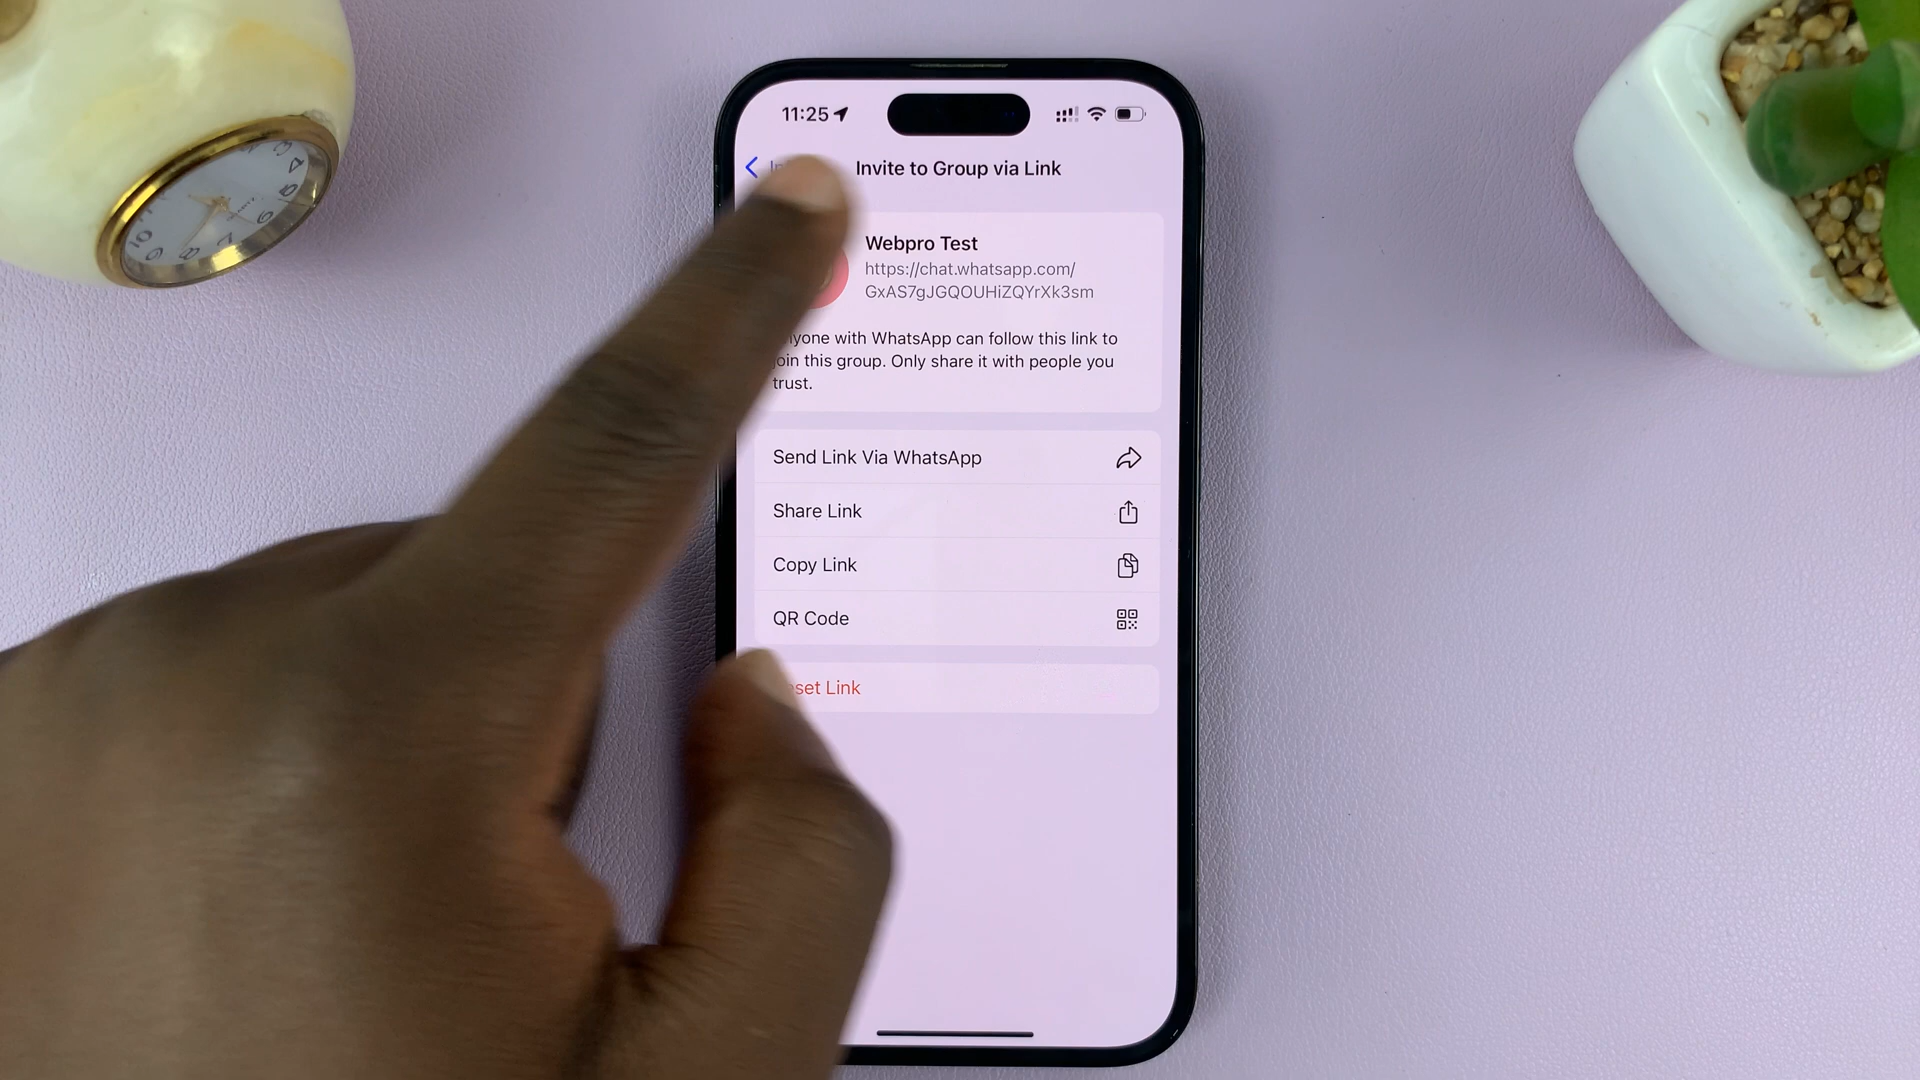 11:25
Invite to Group via Link
Webpro Test
https://chat.whatsapp.com/
GxAS7gJGQOUHiZQYrXk3sm
nyone with WhatsApp can follow this link to
oin this group. Only share it with people you
trust.
Send Link Via WhatsApp
Share Link
Copy Link
QR Code
set Link